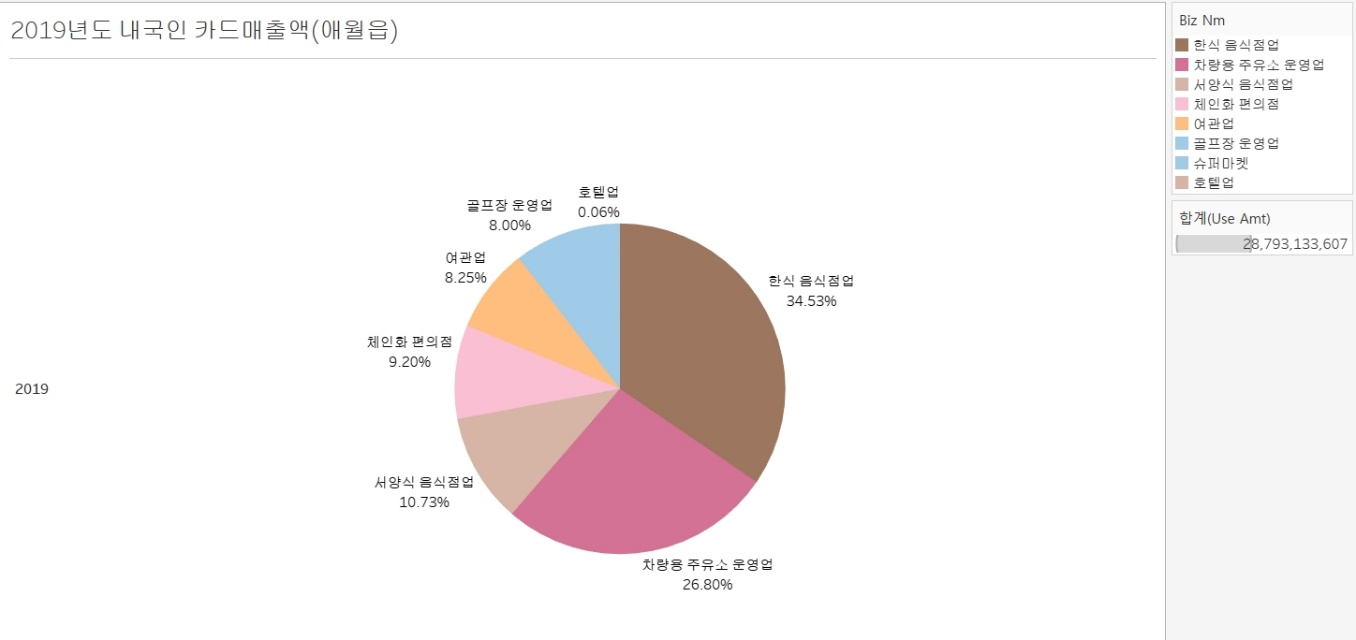 2019년도 내국인 카드매출액(애월읍)
호텔업
0.06%
골프장 운영업
8.00%
여관업
8.25%
한식 음식점업
34.53%
체인화 편의점
9.20%
2019
서양식 음식점업
10.73%
차량용 주유소 운영업
26.80%
Biz Nm
한식 음식점업
차량용 주유소 운영업
서양식 음식점업
체인화 편의점
여관업
골프장 운영업
슈퍼마켓
호텔업
합계(Use Amt)
28,793,133,607